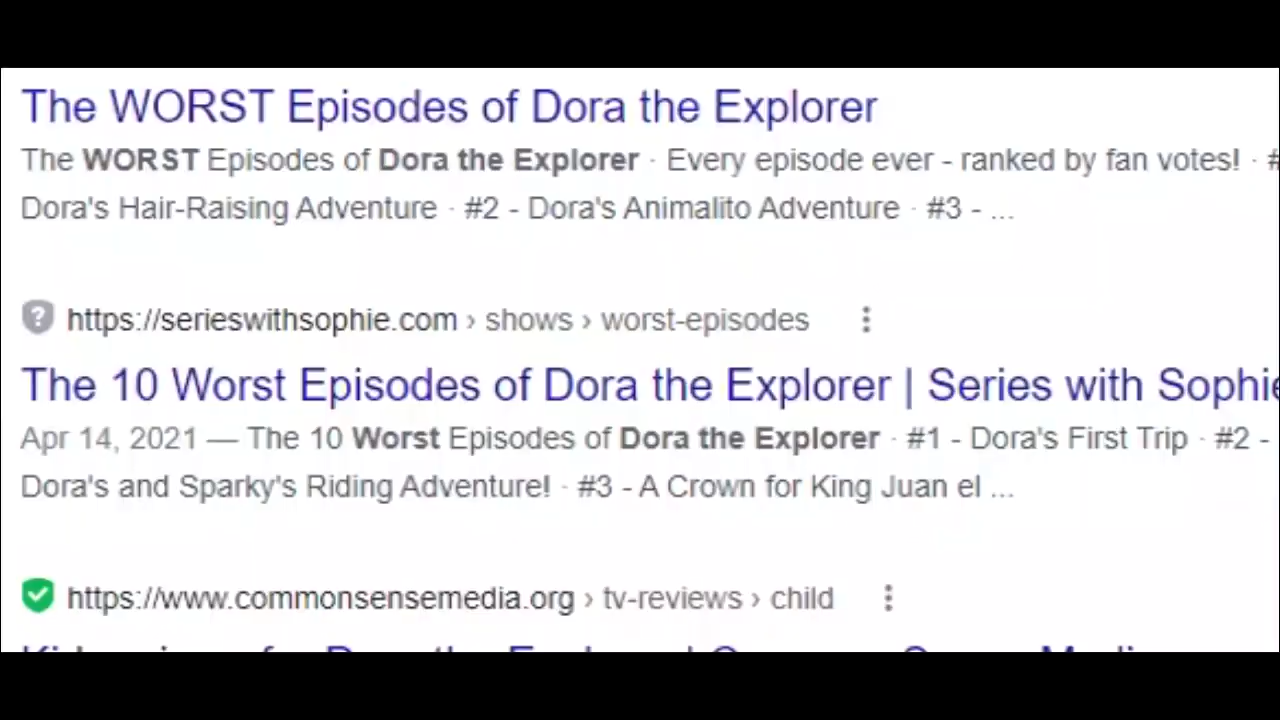 The WORST Episodes of Dora the Explorer
The WORST Episodes of Dora the Explorer · Every episode ever - ranked by fan votes! · #
Dora's Hair-Raising Adventure · #2 - Dora's Animalito Adventure · #3 - ...
https://serieswithsophie.com › shows › worst-episodes
The 10 Worst Episodes of Dora the Explorer | Series with Sophie
Apr 14, 2021 — The 10 Worst Episodes of Dora the Explorer · #1 - Dora's First Trip · #2 -
Dora's and Sparky's Riding Adventure! · #3 - A Crown for King Juan el ...
https://www.commonsensemedia.org › tv-reviews › child